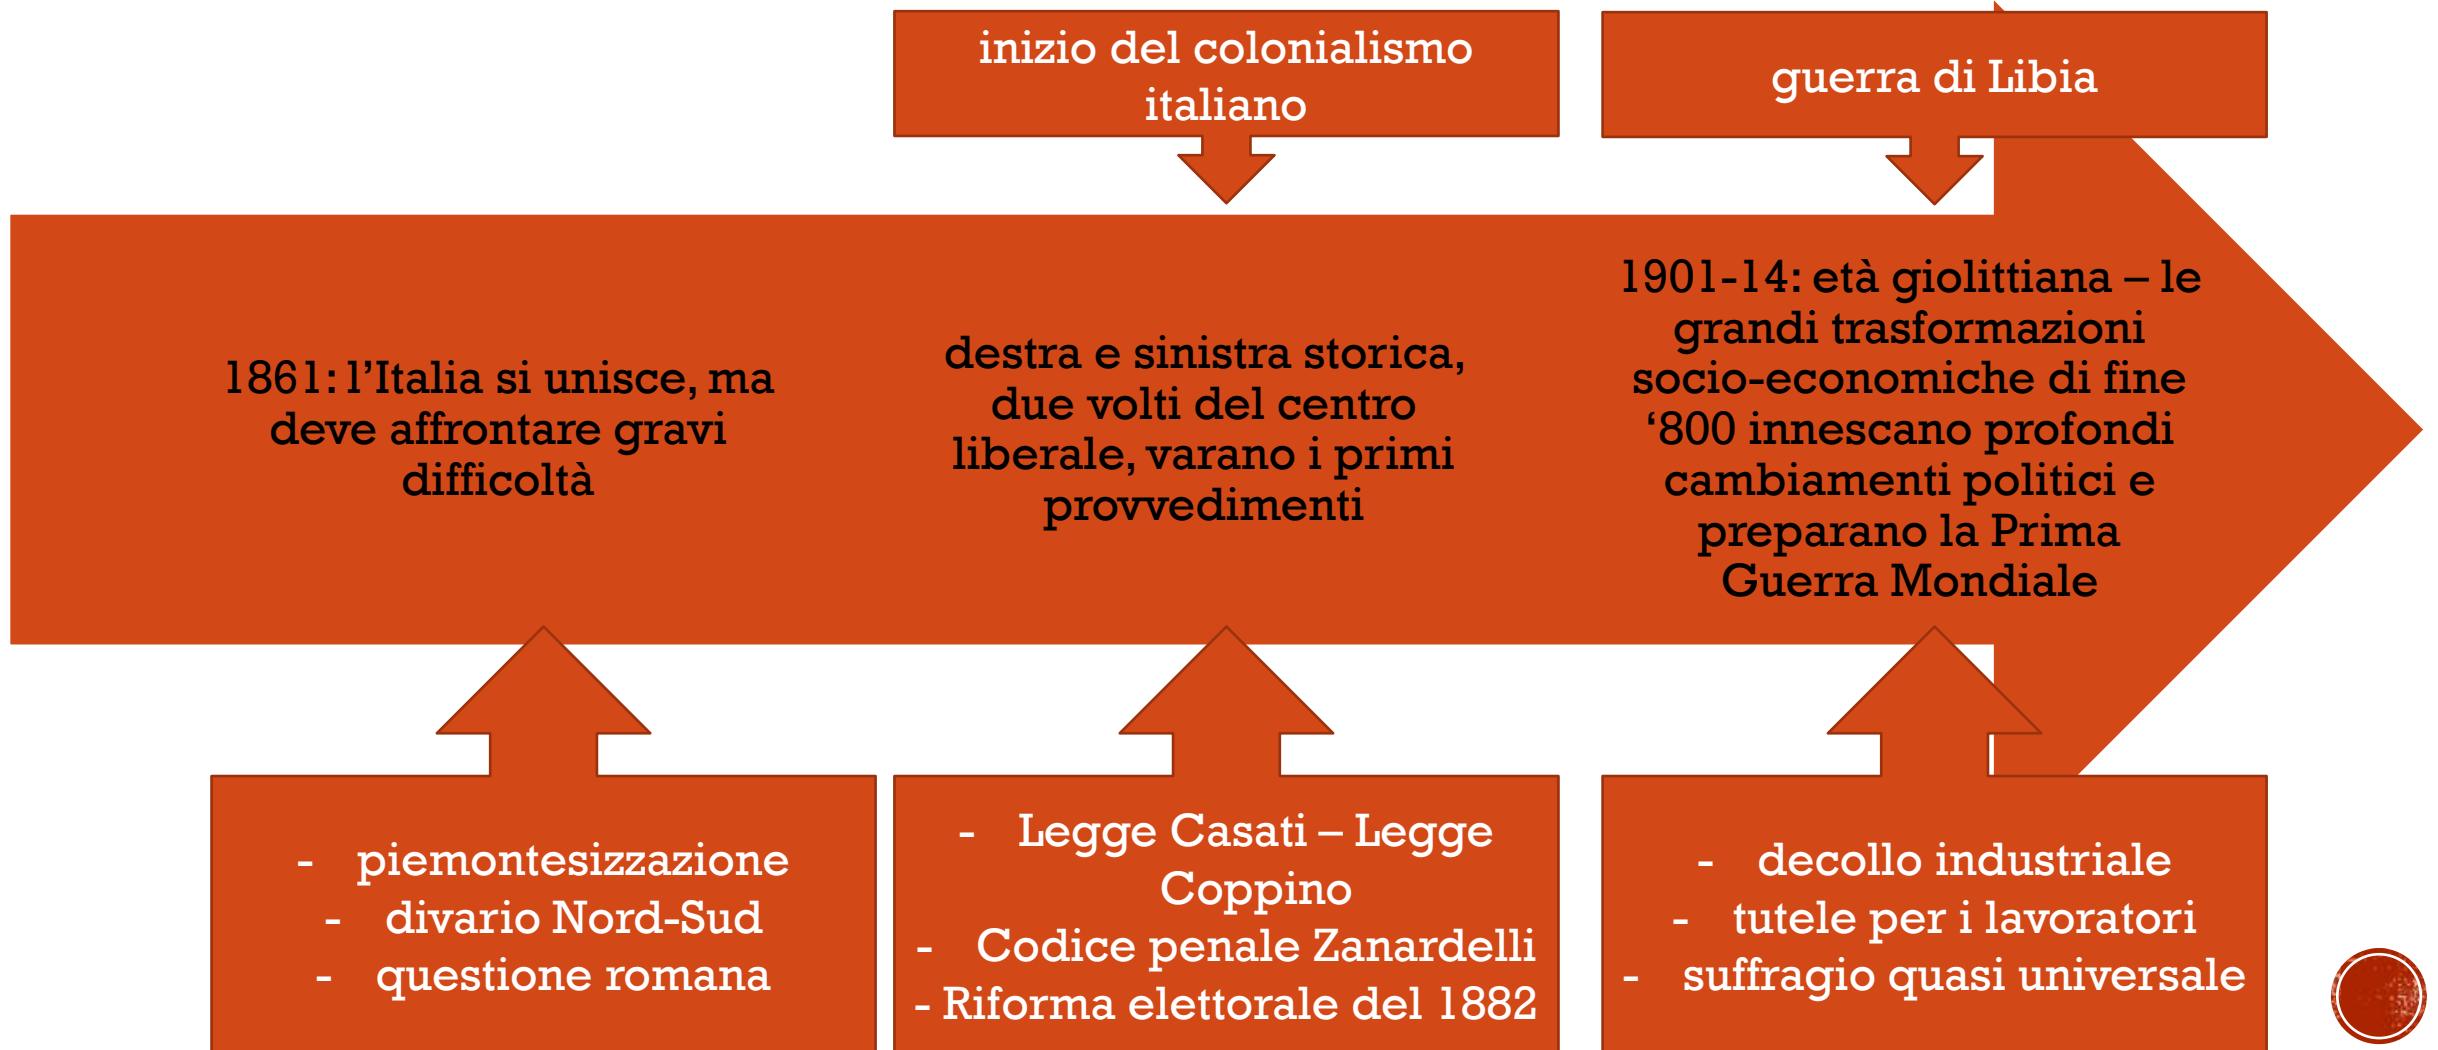 inizio del colonialismo
italiano
guerra di Libia
1861: l’Italia si unisce, ma
deve affrontare gravi
difficoltà
destra e sinistra storica,
due volti del centro
liberale, varano i primi
provvedimenti
1901-14: età giolittiana – le
grandi trasformazioni
socio-economiche di fine
‘800 innescano profondi
cambiamenti politici e
preparano la Prima
Guerra Mondiale
- piemontesizzazione
- divario Nord-Sud
- questione romana
- Legge Casati – Legge
Coppino
- Codice penale Zanardelli
- Riforma elettorale del 1882
- decollo industriale
- tutele per i lavoratori
- suffragio quasi universale